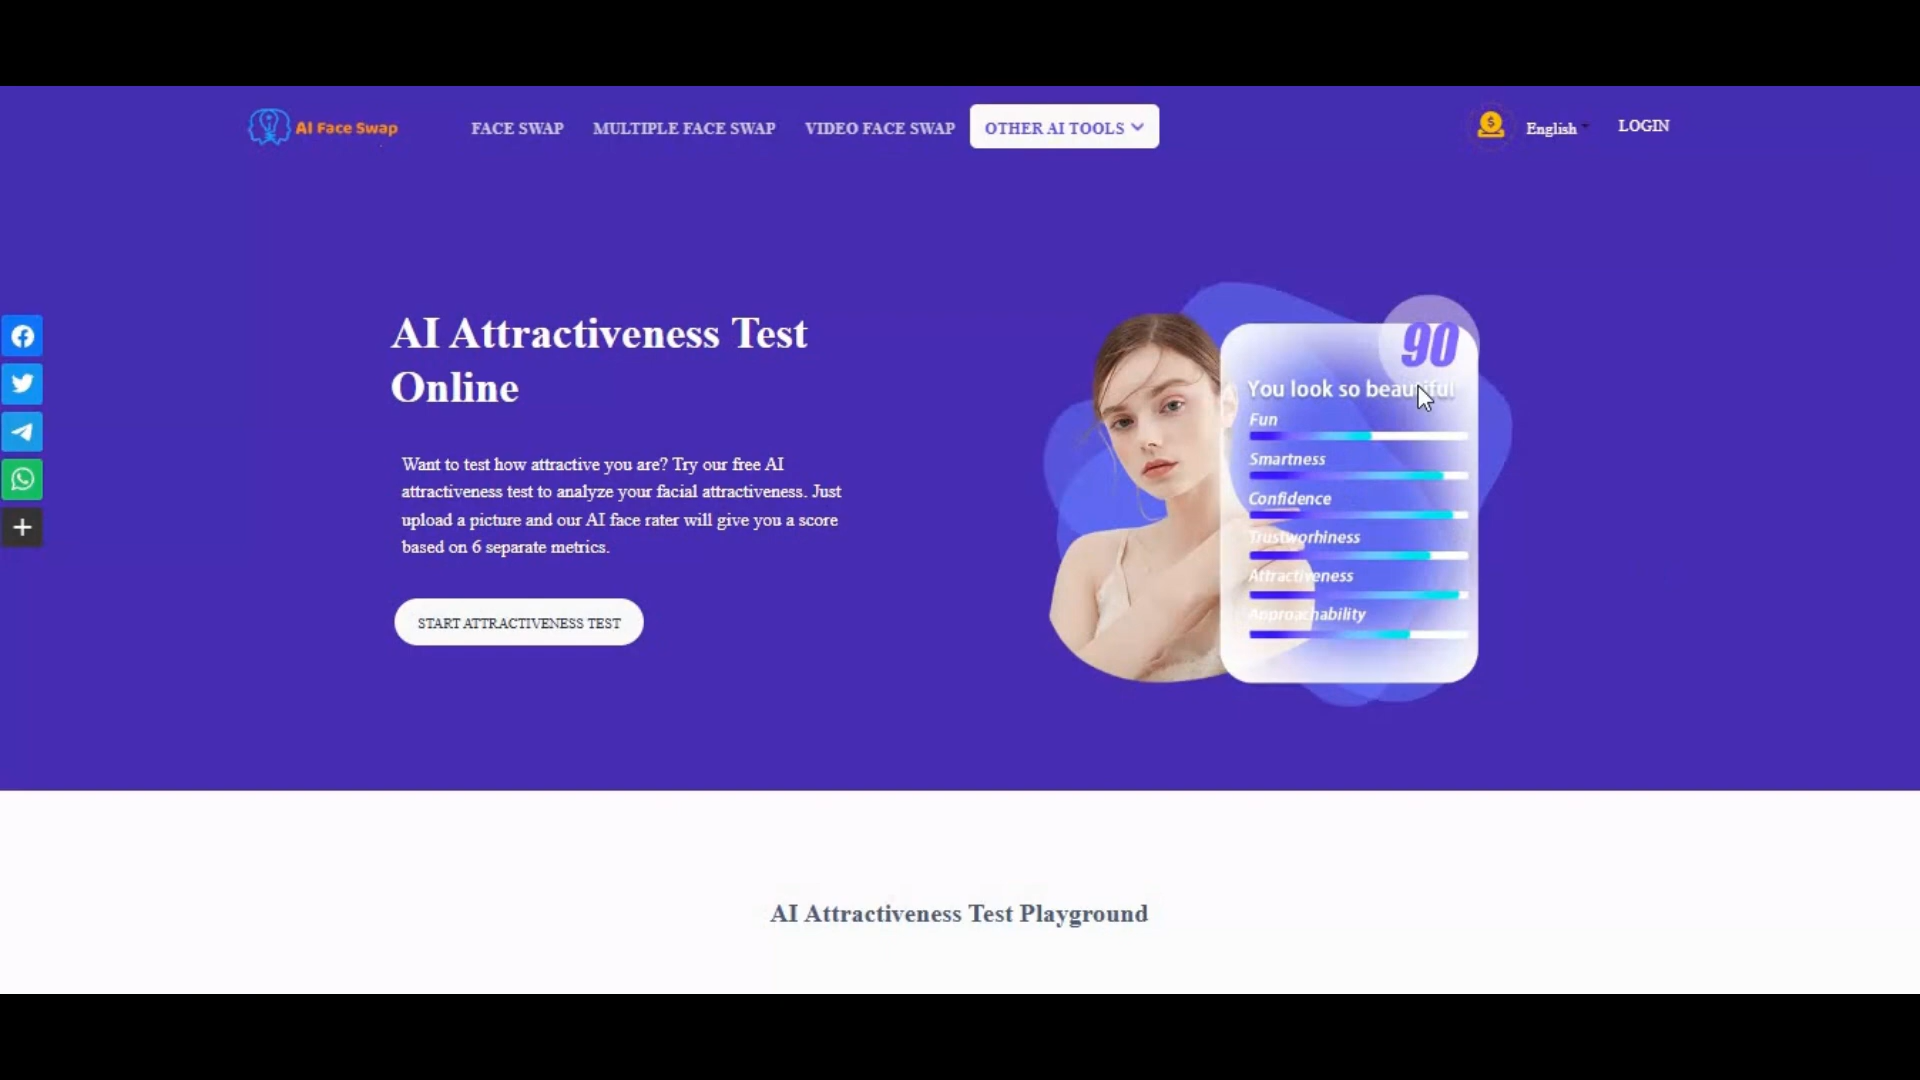 AI Face Swap
FACE SWAP
MULTIPLE FACE SWAP
VIDEO FACE SWAP
OTHER AI TOOLS
$
English
LOGIN
AI Attractiveness Test
Online
Want to test how attractive you are? Try our free AI
attractiveness test to analyze your facial attractiveness. Just
upload a picture and our AI face rater will give you a score
based on 6 separate metrics.
START ATTRACTIVENESS TEST
90
You look so beautiful
Fun
Smartness
Confidence
Trustworhiness
Attractiveness
Approachability
AI Attractiveness Test Playground